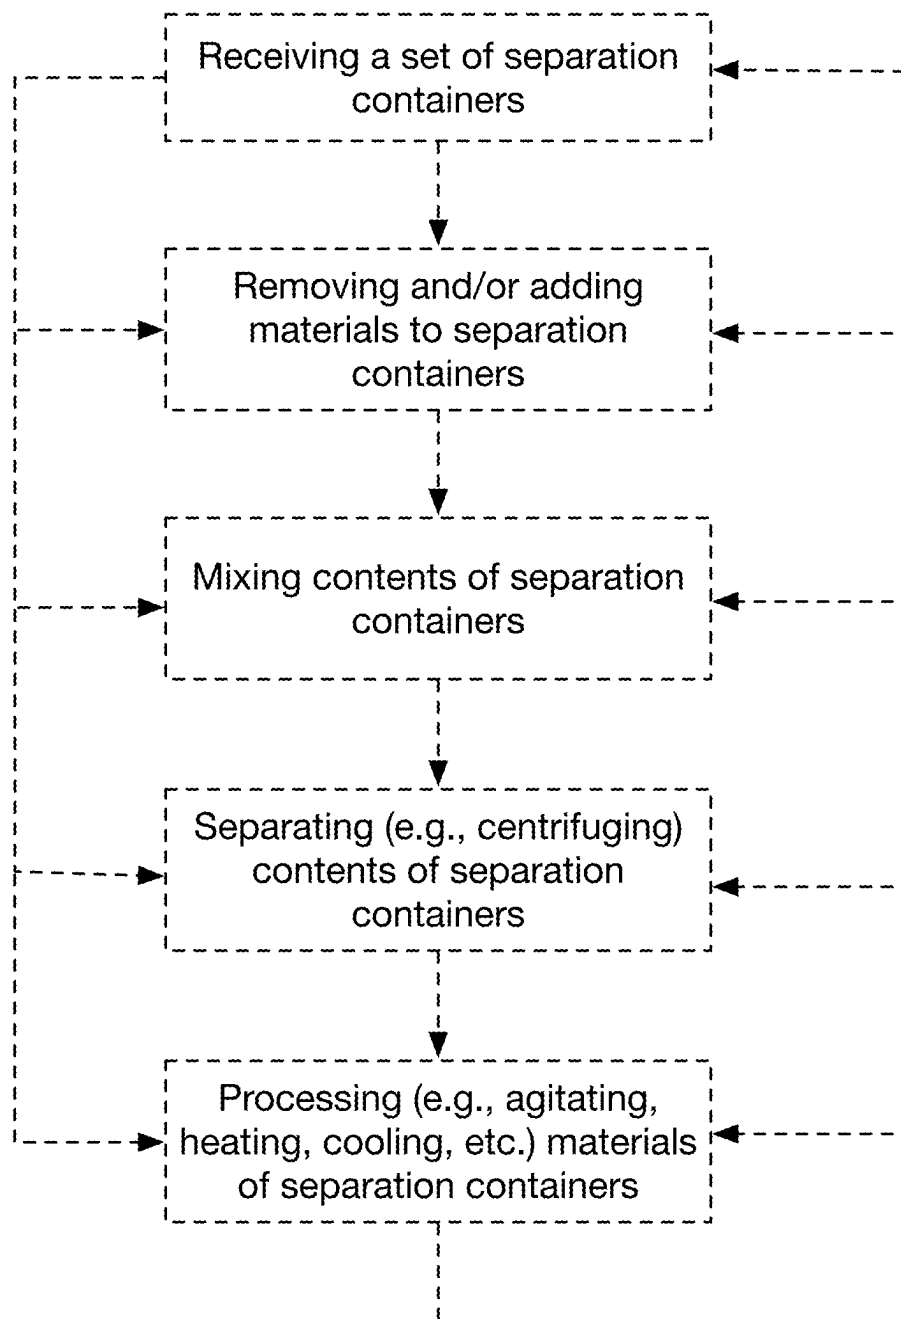 Receiving a set of separation
containers
Removing and/or adding
materials to separation
containers
Mixing contents of separation
containers
Separating (e.g., centrifuging)
contents of separation
containers
Processing (e.g., agitating,
heating, cooling, etc.) materials
of separation containers